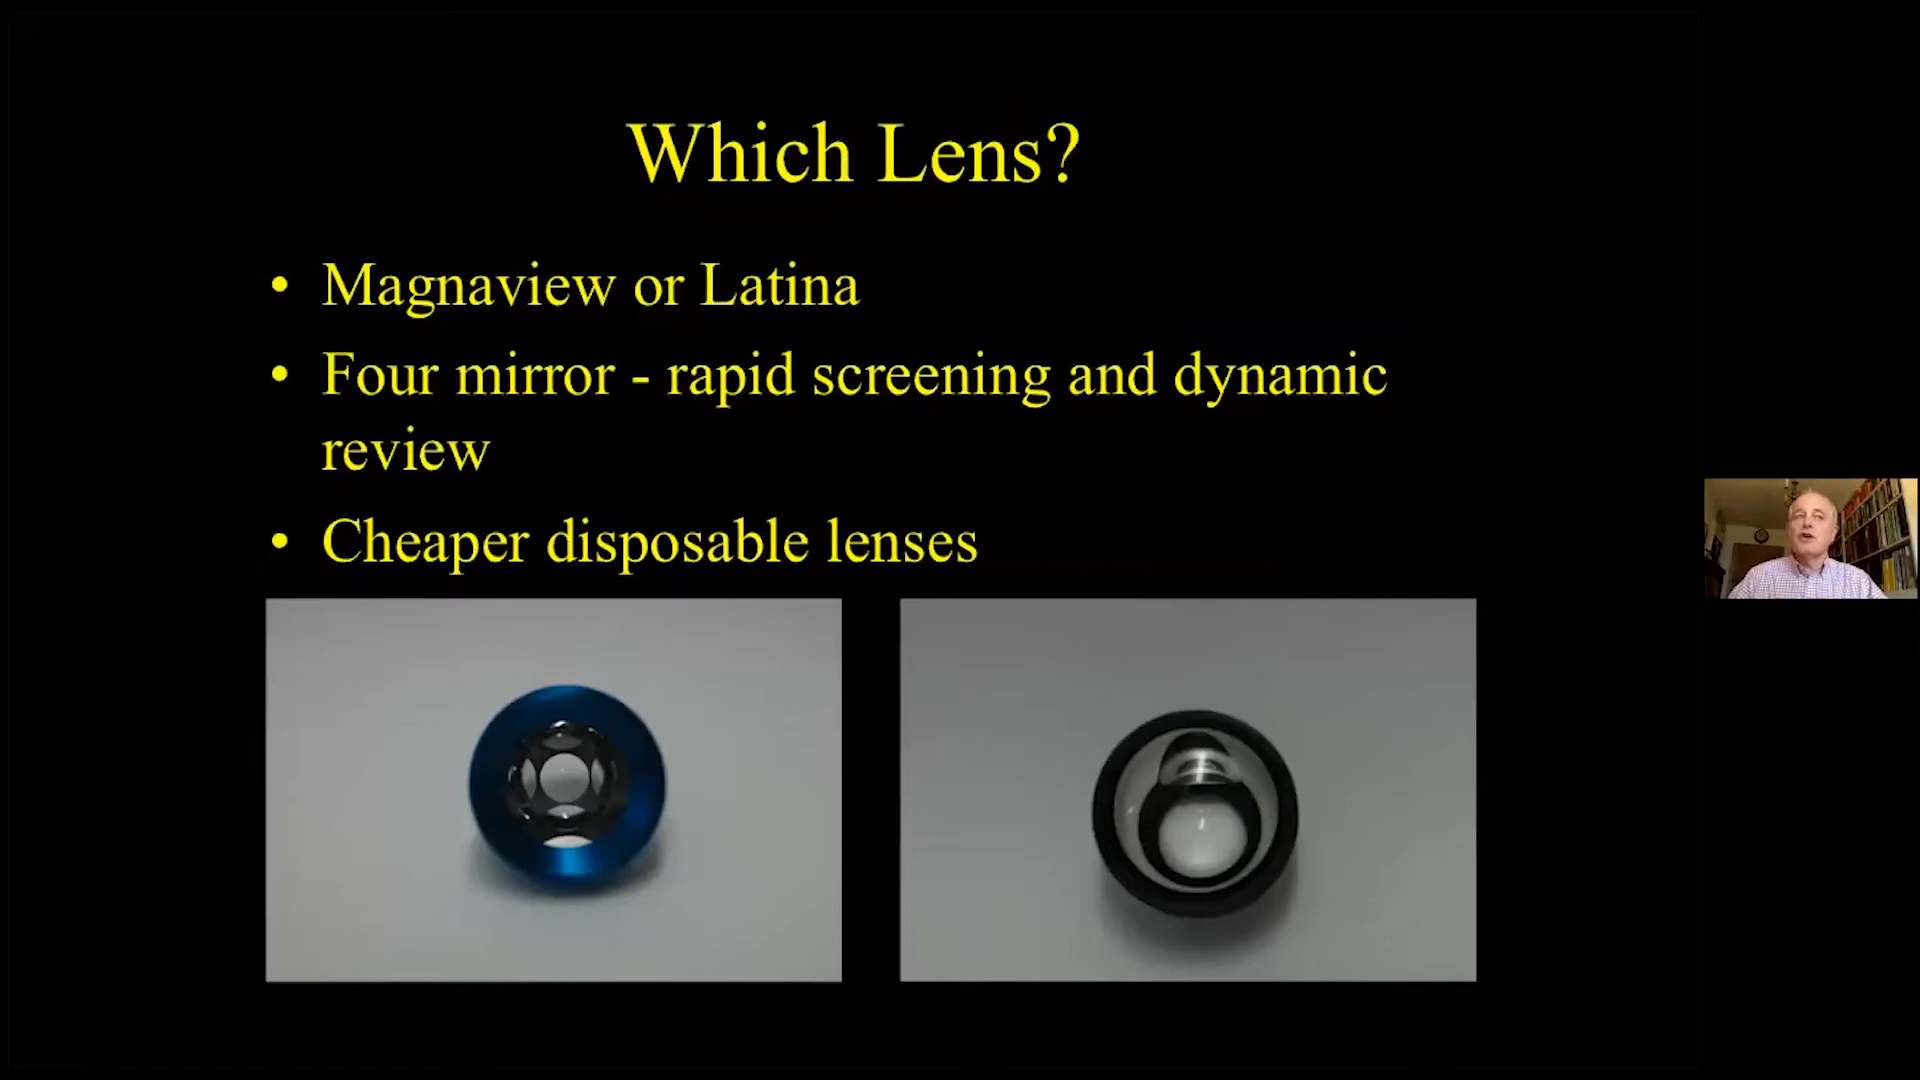 Which Lens?
• Magnaview or Latina
• Four mirror - rapid screening and dynamic
review
• Cheaper disposable lenses